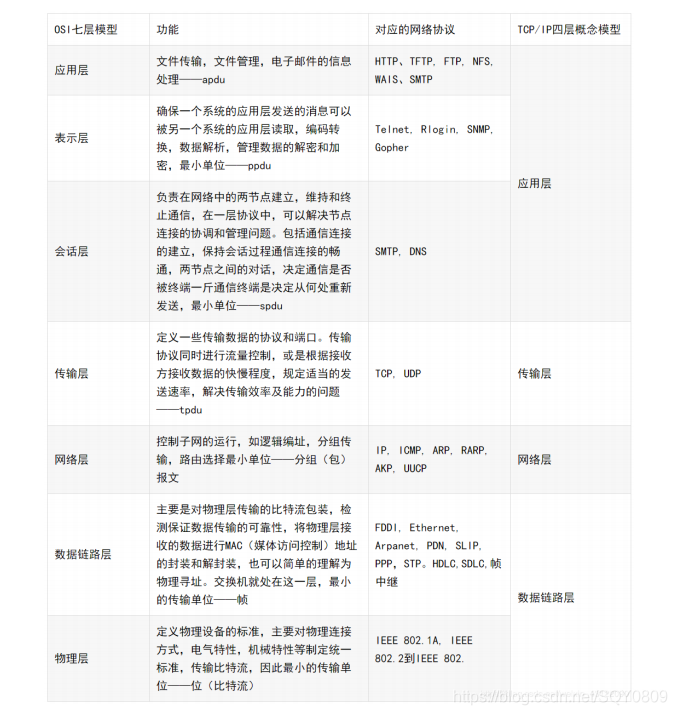 OSI七层模型
功能
对应的网络协议
TCP/IP四层概念模型
应用层
文件传输,文件管理,电子邮件的信息
处理——apdu
HTTP、TFTP, FTP, NFS,
WAIS、SMTP
应用层
表示层
确保一个系统的应用层发送的消息可以
被另一个系统的应用层读取,编码转
换,数据解析,管理数据的解密和加
密,最小单位——ppdu
Telnet, Rlogin, SNMP,
Gopher
会话层
负责在网络中的两节点建立,维持和终
止通信,在一层协议中,可以解决节点
连接的协调和管理问题。包括通信连接
的建立,保持会话过程通信连接的畅
通,两节点之间的对话,决定通信是否
被终端一斤通信终端是决定从何处重新
发送,最小单位——spdu
SMTP, DNS
传输层
定义一些传输数据的协议和端口。传输
协议同时进行流量控制,或是根据接收
方接收数据的快慢程度,规定适当的发
送速率,解决传输效率及能力的问题
——tpdu
TCP, UDP
传输层
网络层
控制子网的运行,如逻辑编址,分组传
输,路由选择最小单位——分组(包)
报文
IP, ICMP, ARP, RARP,
AKP, UUCP
网络层
数据链路层
主要是对物理层传输的比特流包装,检
测保证数据传输的可靠性,将物理层接
收的数据进行MAC(媒体访问控制)地址
的封装和解封装,也可以简单的理解为
物理寻址。交换机就处在这一层,最小
的传输单位——帧
FDDI, Ethernet,
Arpanet, PDN, SLIP,
PPP, STP。HDLC,SDLC,帧
中继
数据链路层
物理层
定义物理设备的标准,主要对物理连接
方式,电气特性,机械特性等制定统一
标准,传输比特流,因此最小的传输单
位——位(比特流)
IEEE 802.1A, IEEE
802.2到IEEE 802.
https://blog.csdn.net/SQY0809